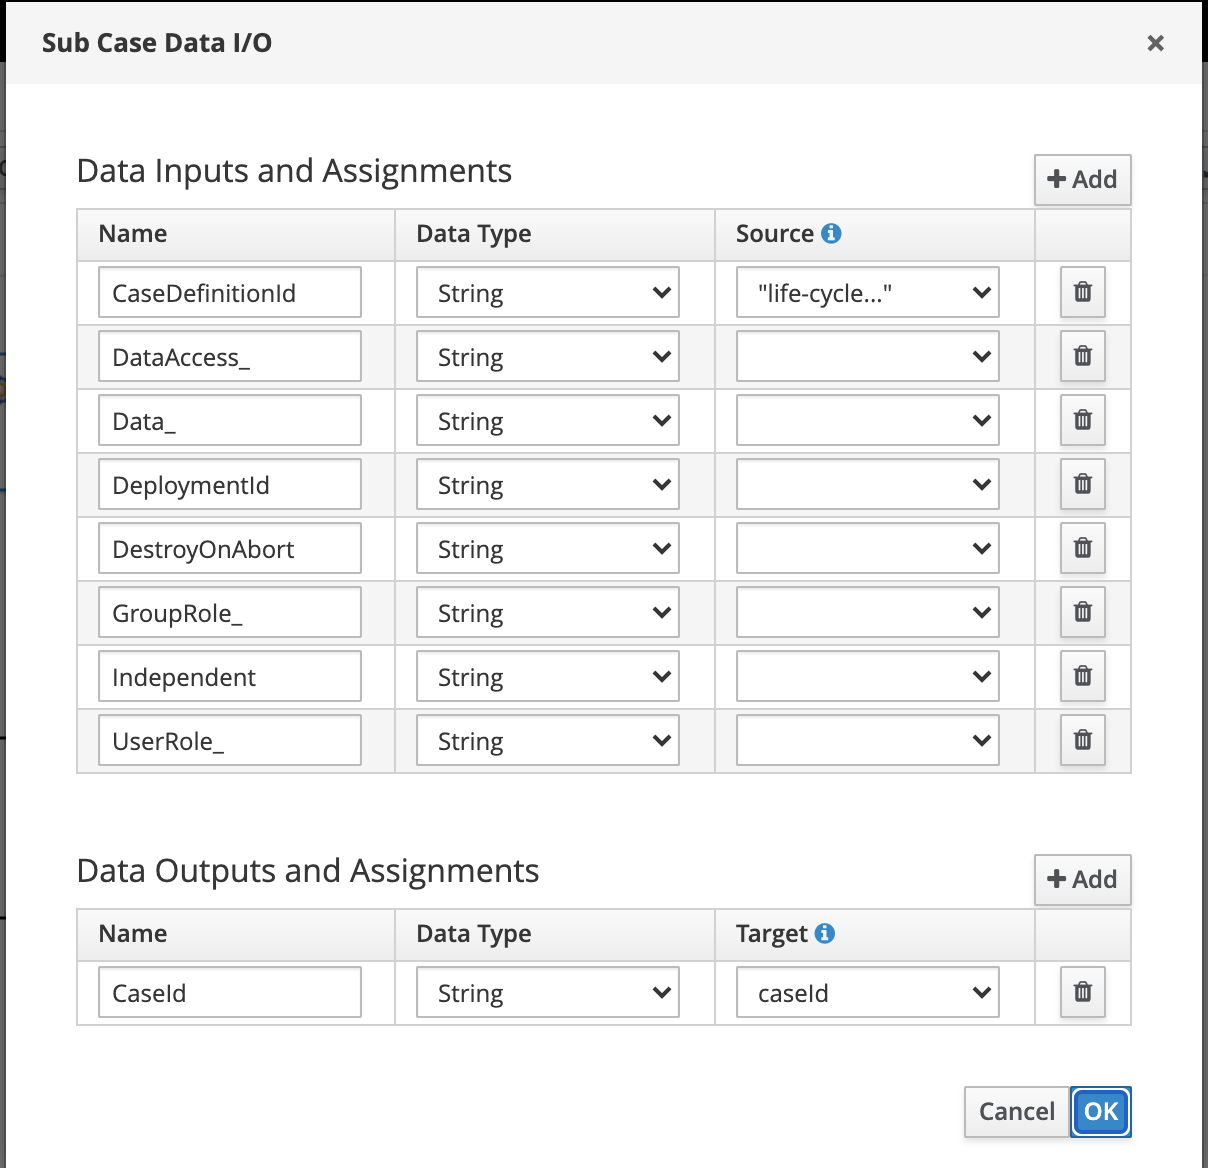 Sub Case Data I/O
Data Inputs and Assignments
Add
Name Data Type Source
CaseDefinitionId String "life-cycle..."
DataAccess_ String
Data_ String
DeploymentId String
DestroyOnAbort String
GroupRole_ String
Independent String
UserRole_ String
Data Outputs and Assignments
Add
Name Data Type Target
CaseId String caseId
Cancel OK